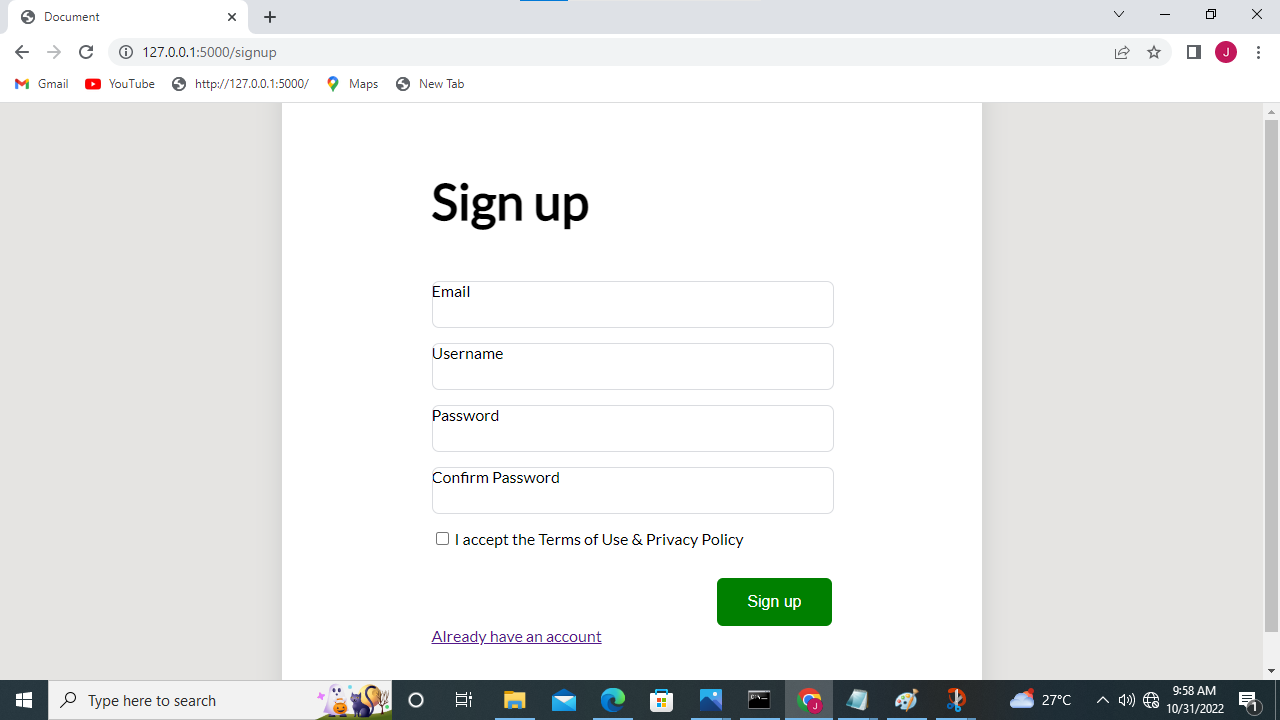 Document
127.0.0.1:5000/signup
J
Gmail YouTube http://127.0.0.1:5000/ Maps New Tab
Sign up
Email
Username
Password
Confirm Password
I accept the Terms of Use & Privacy Policy
Sign up
Already have an account
Type here to search
J
27°C
9:58 AM
10/31/2022
1